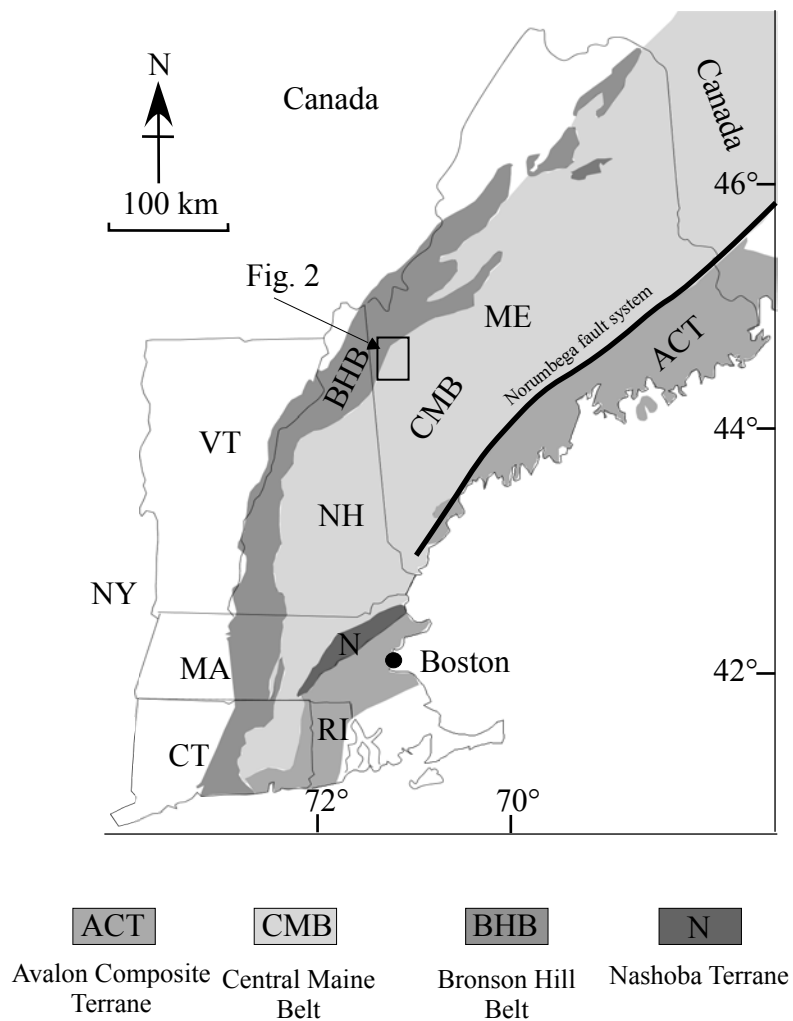 N
Canada
Canada
100 km
46°
Fig. 2
ME
Norumbega fault system
ACT
BHB
CMB
44°
VT
NH
NY
N
MA
Boston
42°
RI
CT
72°
70°
ACT
CMB
BHB
N
Avalon Composite
Terrane
Central Maine
Belt
Bronson Hill
Belt
Nashoba Terrane